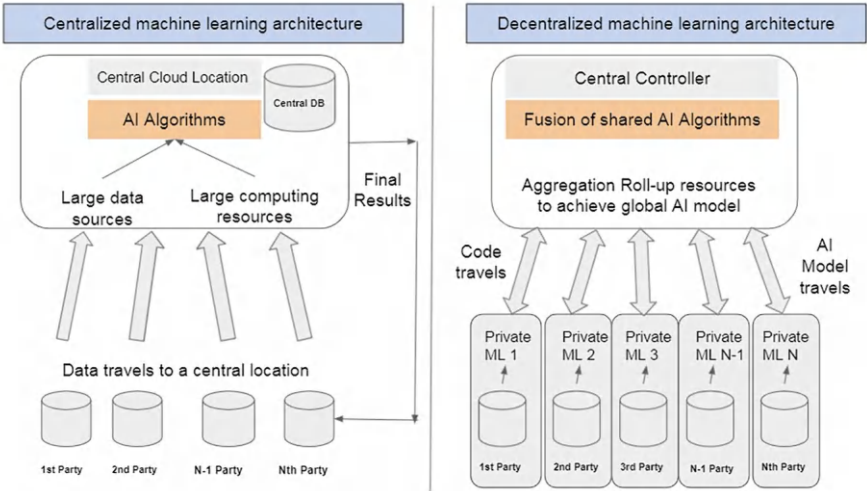 Centralized machine learning architecture
Central Cloud Location
Central DB
AI Algorithms
Large data
sources
Large computing
resources
Final
Results
Data travels to a central location
1st Party
2nd Party
N-1 Party
Nth Party
Decentralized machine learning architecture
Central Controller
Fusion of shared AI Algorithms
Aggregation Roll-up resources
to achieve global AI model
Code
travels
AI
Model
travels
Private
ML 1
Private
ML 2
Private
ML 3
Private
ML N-1
Private
ML N
1st Party
2nd Party
3rd Party
N-1 Party
Nth Party